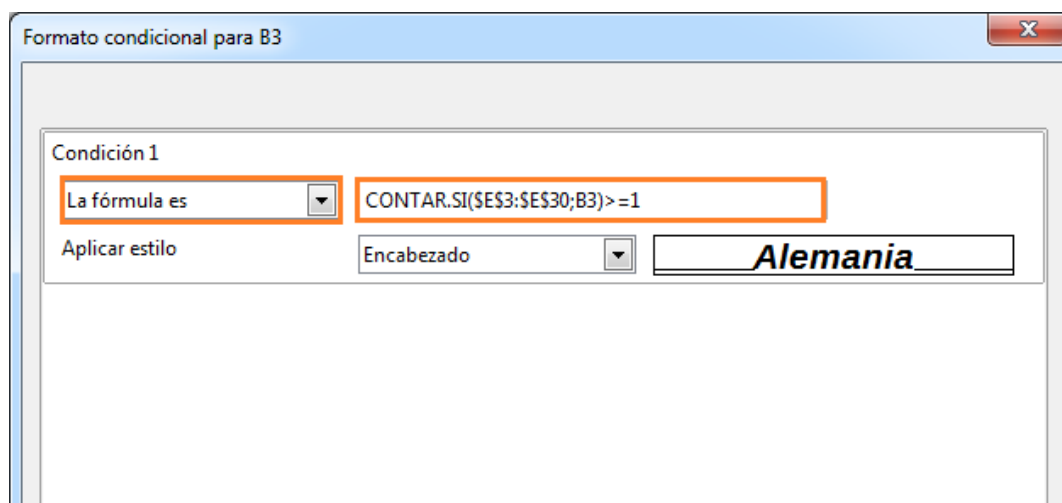 Formato condicional para B3
Condición 1
La fórmula es CONTAR.SI($E$3:$E$30;B3)>=1
Aplicar estilo Encabezado Alemania